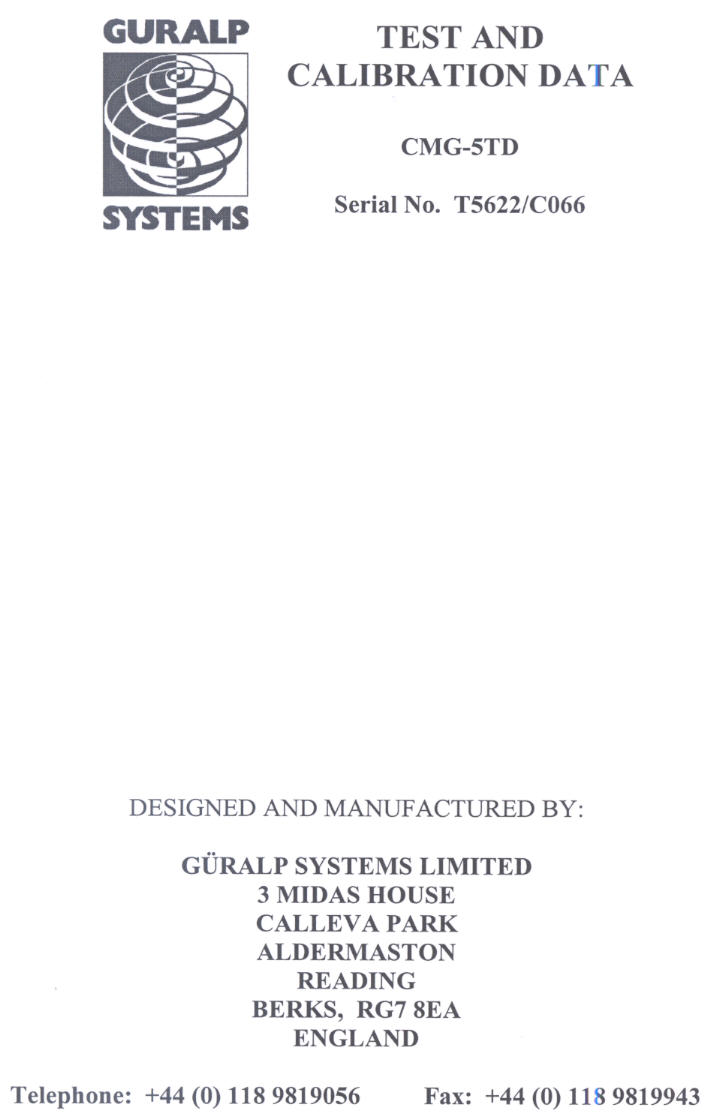 GURALP
SYSTEMS
TEST AND
CALIBRATION DATA
CMG-5TD
Serial No. T5622/C066
DESIGNED AND MANUFACTURED BY:
GÜRALP SYSTEMS LIMITED
3 MIDAS HOUSE
CALLEVA PARK
ALDERMASTON
READING
BERKS, RG7 8EA
ENGLAND
Telephone: +44 (0) 118 9819056 Fax: +44 (0) 118 9819943